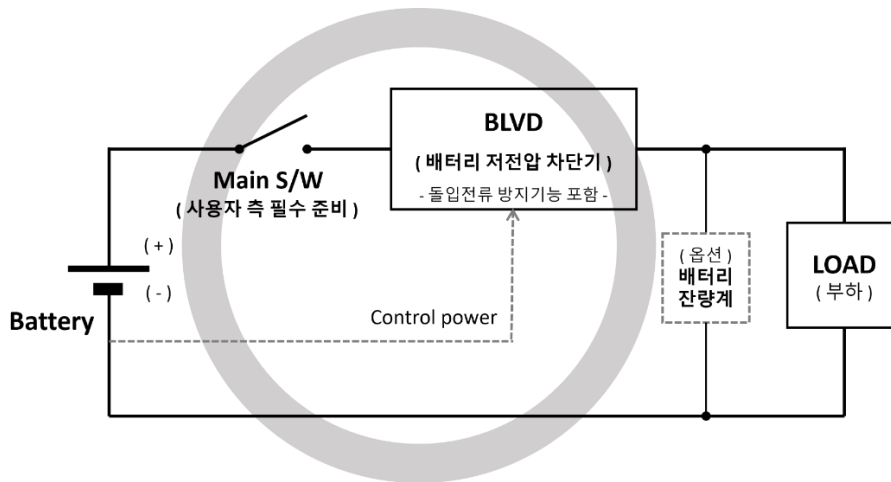 BLVD
( 배터리 저전압 차단기 )
- 돌입전류 방지기능 포함 -
Main S/W
( 사용자 측 필수 준비 )
( + )
( - )
Battery
Control power
( 옵션 )
배터리
잔량계
LOAD
( 부하 )